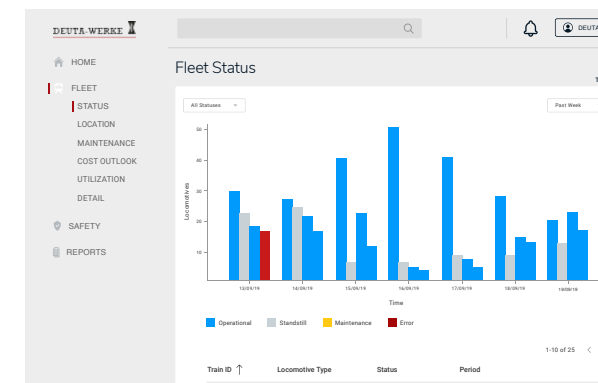 DEUTA-WERKE
DEUTA
HOME
FLEET
STATUS
LOCATION
MAINTENANCE
COST OUTLOOK
UTILIZATION
DETAIL
SAFETY
REPORTS
Fleet Status
All Statuses
Past Week
Locomotives
50
40
30
20
10
13/09/19 14/09/19 15/09/19 16/09/19 17/09/19 18/09/19 19/09/19
Time
Operational Standstill Maintenance Error
1-10 of 25
Train ID ↑ Locomotive Type Status Period